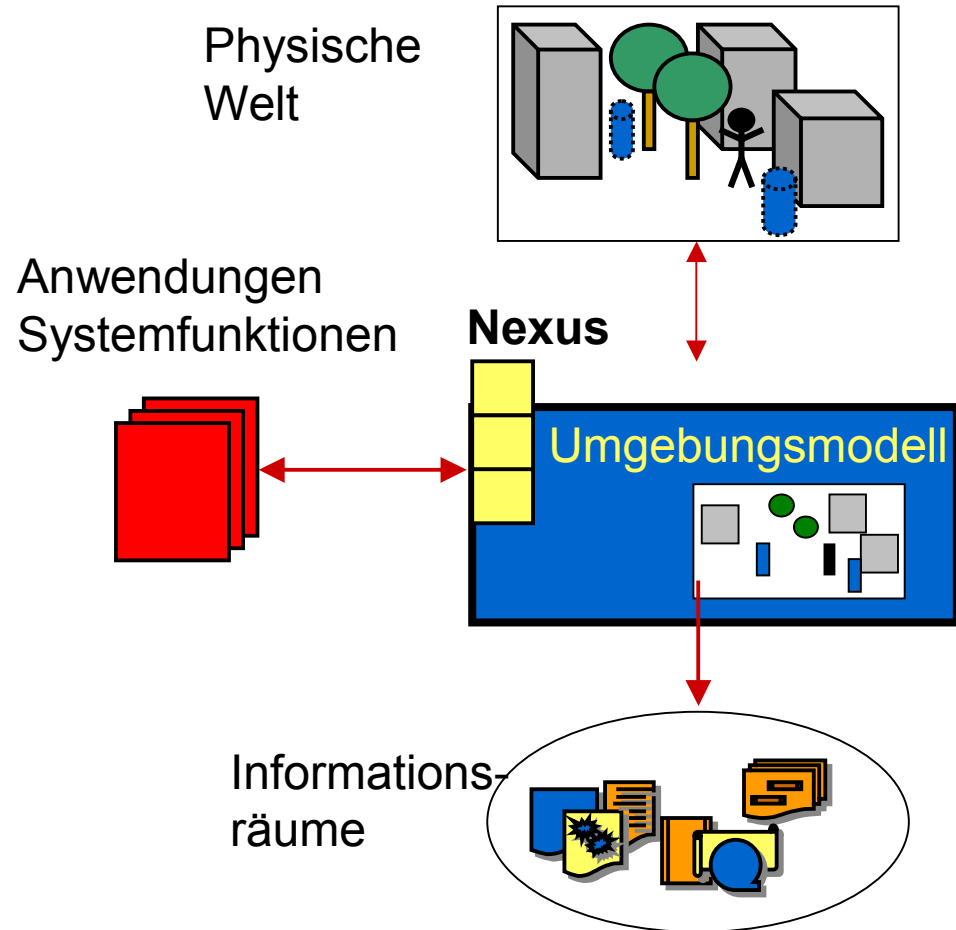 Physische
Welt
Anwendungen
Systemfunktionen
Nexus
Umgebungsmodell
Informations-
räume